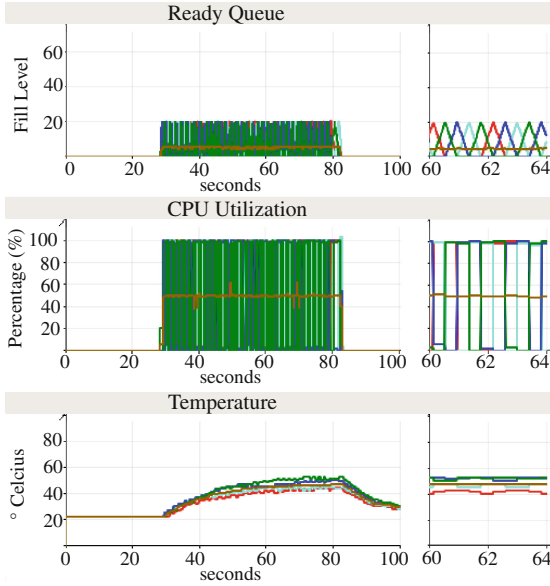 Ready Queue
Fill Level
60
40
20
0 20 40 60 80 100
seconds
60 62 64
CPU Utilization
Percentage (%)
100
80
60
40
20
0 20 40 60 80 100
seconds
60 62 64
Temperature
° Celcius
80
60
40
20
0 20 40 60 80 100
seconds
60 62 64